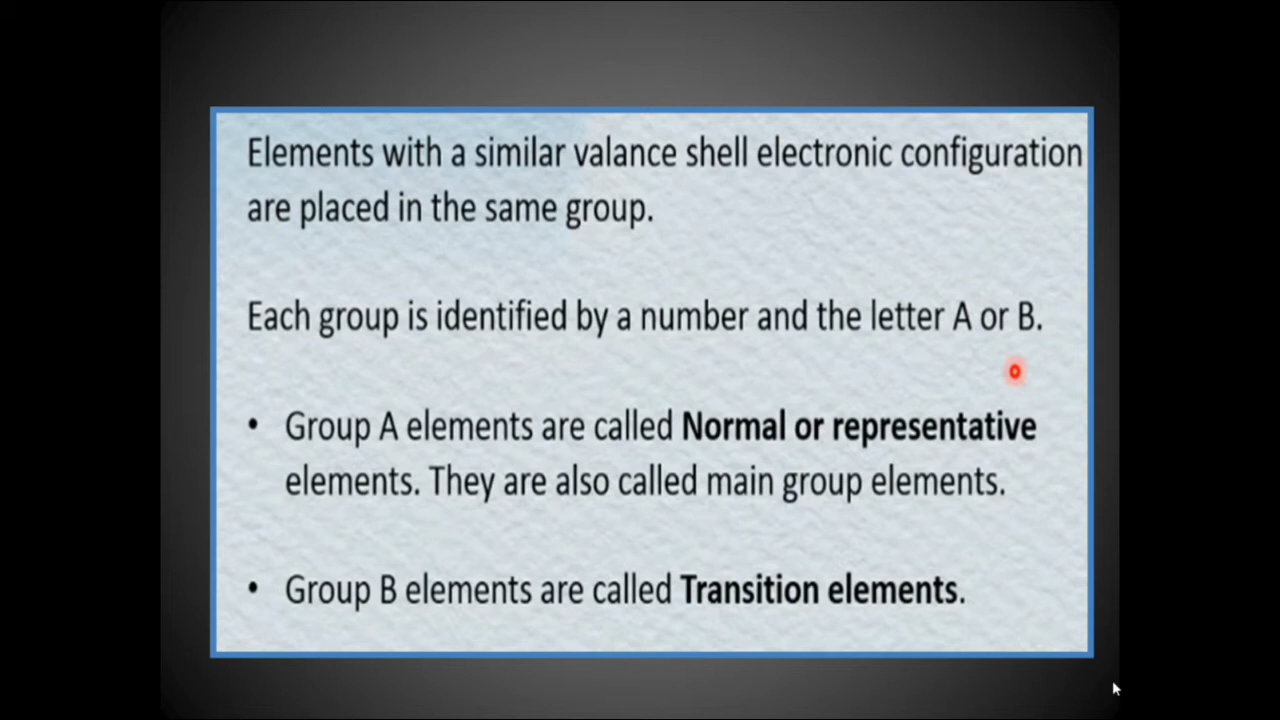 Elements with a similar valance shell electronic configuration
are placed in the same group.
Each group is identified by a number and the letter A or B.
• Group A elements are called Normal or representative
elements. They are also called main group elements.
• Group B elements are called Transition elements.